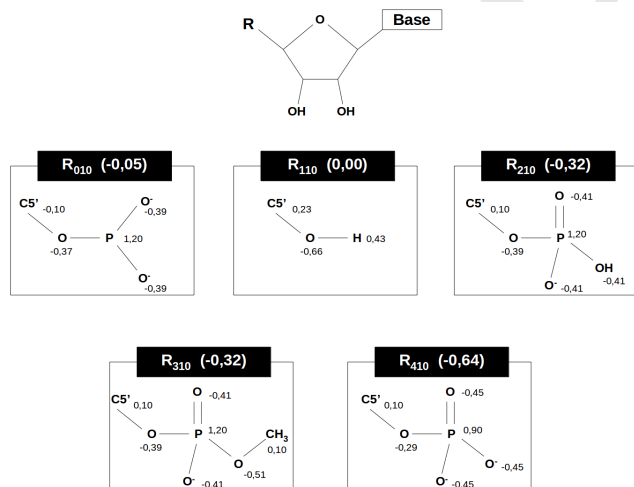 R O Base
OH OH
R010 (-0,05)
C5' -0,10 O- -0,39
O -0,37 P 1,20
O- -0,39
R110 (0,00)
C5' 0,23
O -0,66 H 0,43
R210 (-0,32)
O -0,41
C5' 0,10
O -0,39 P 1,20
O- -0,41 OH -0,41
R310 (-0,32)
O -0,41
C5' 0,10
O -0,39 P 1,20 CH3 0,10
O- -0,41 O -0,51
R410 (-0,64)
O -0,45
C5' 0,10
O -0,29 P 0,90
O- -0,45 O- -0,45